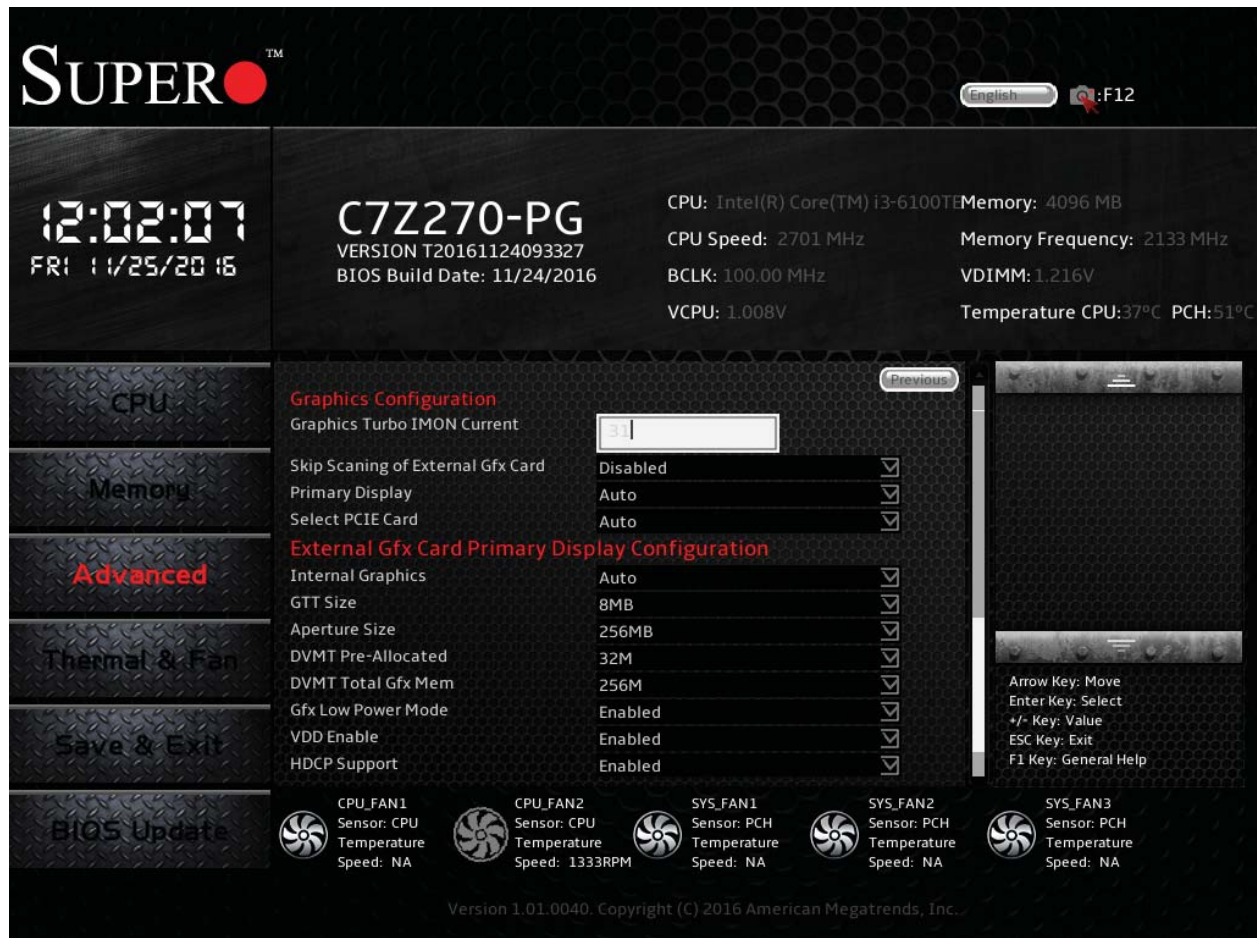 SUPER
TM
English
:F12
12:02:07
FRI 11/25/2016
C7Z270-PG
VERSION T20161124093327
BIOS Build Date: 11/24/2016
CPU: Intel(R) Core(TM) i3-6100TE
CPU Speed: 2701 MHz
BCLK: 100.00 MHz
VCPU: 1.008V
Memory: 4096 MB
Memory Frequency: 2133 MHz
VDIMM: 1.216V
Temperature CPU:37°C PCH:51°C
CPU
Memory
Advanced
Thermal & Fan
Save & Exit
BIOS Update
Previous
Graphics Configuration
Graphics Turbo IMON Current 31
Skip Scaning of External Gfx Card Disabled
Primary Display Auto
Select PCIE Card Auto
External Gfx Card Primary Display Configuration
Internal Graphics Auto
GTT Size 8MB
Aperture Size 256MB
DVMT Pre-Allocated 32M
DVMT Total Gfx Mem 256M
Gfx Low Power Mode Enabled
VDD Enable Enabled
HDCP Support Enabled
Arrow Key: Move
Enter Key: Select
+/- Key: Value
ESC Key: Exit
F1 Key: General Help
CPU_FAN1
Sensor: CPU
Temperature
Speed: NA
CPU_FAN2
Sensor: CPU
Temperature
Speed: 1333RPM
SYS_FAN1
Sensor: PCH
Temperature
Speed: NA
SYS_FAN2
Sensor: PCH
Temperature
Speed: NA
SYS_FAN3
Sensor: PCH
Temperature
Speed: NA
Version 1.01.0040. Copyright (C) 2016 American Megatrends, Inc.